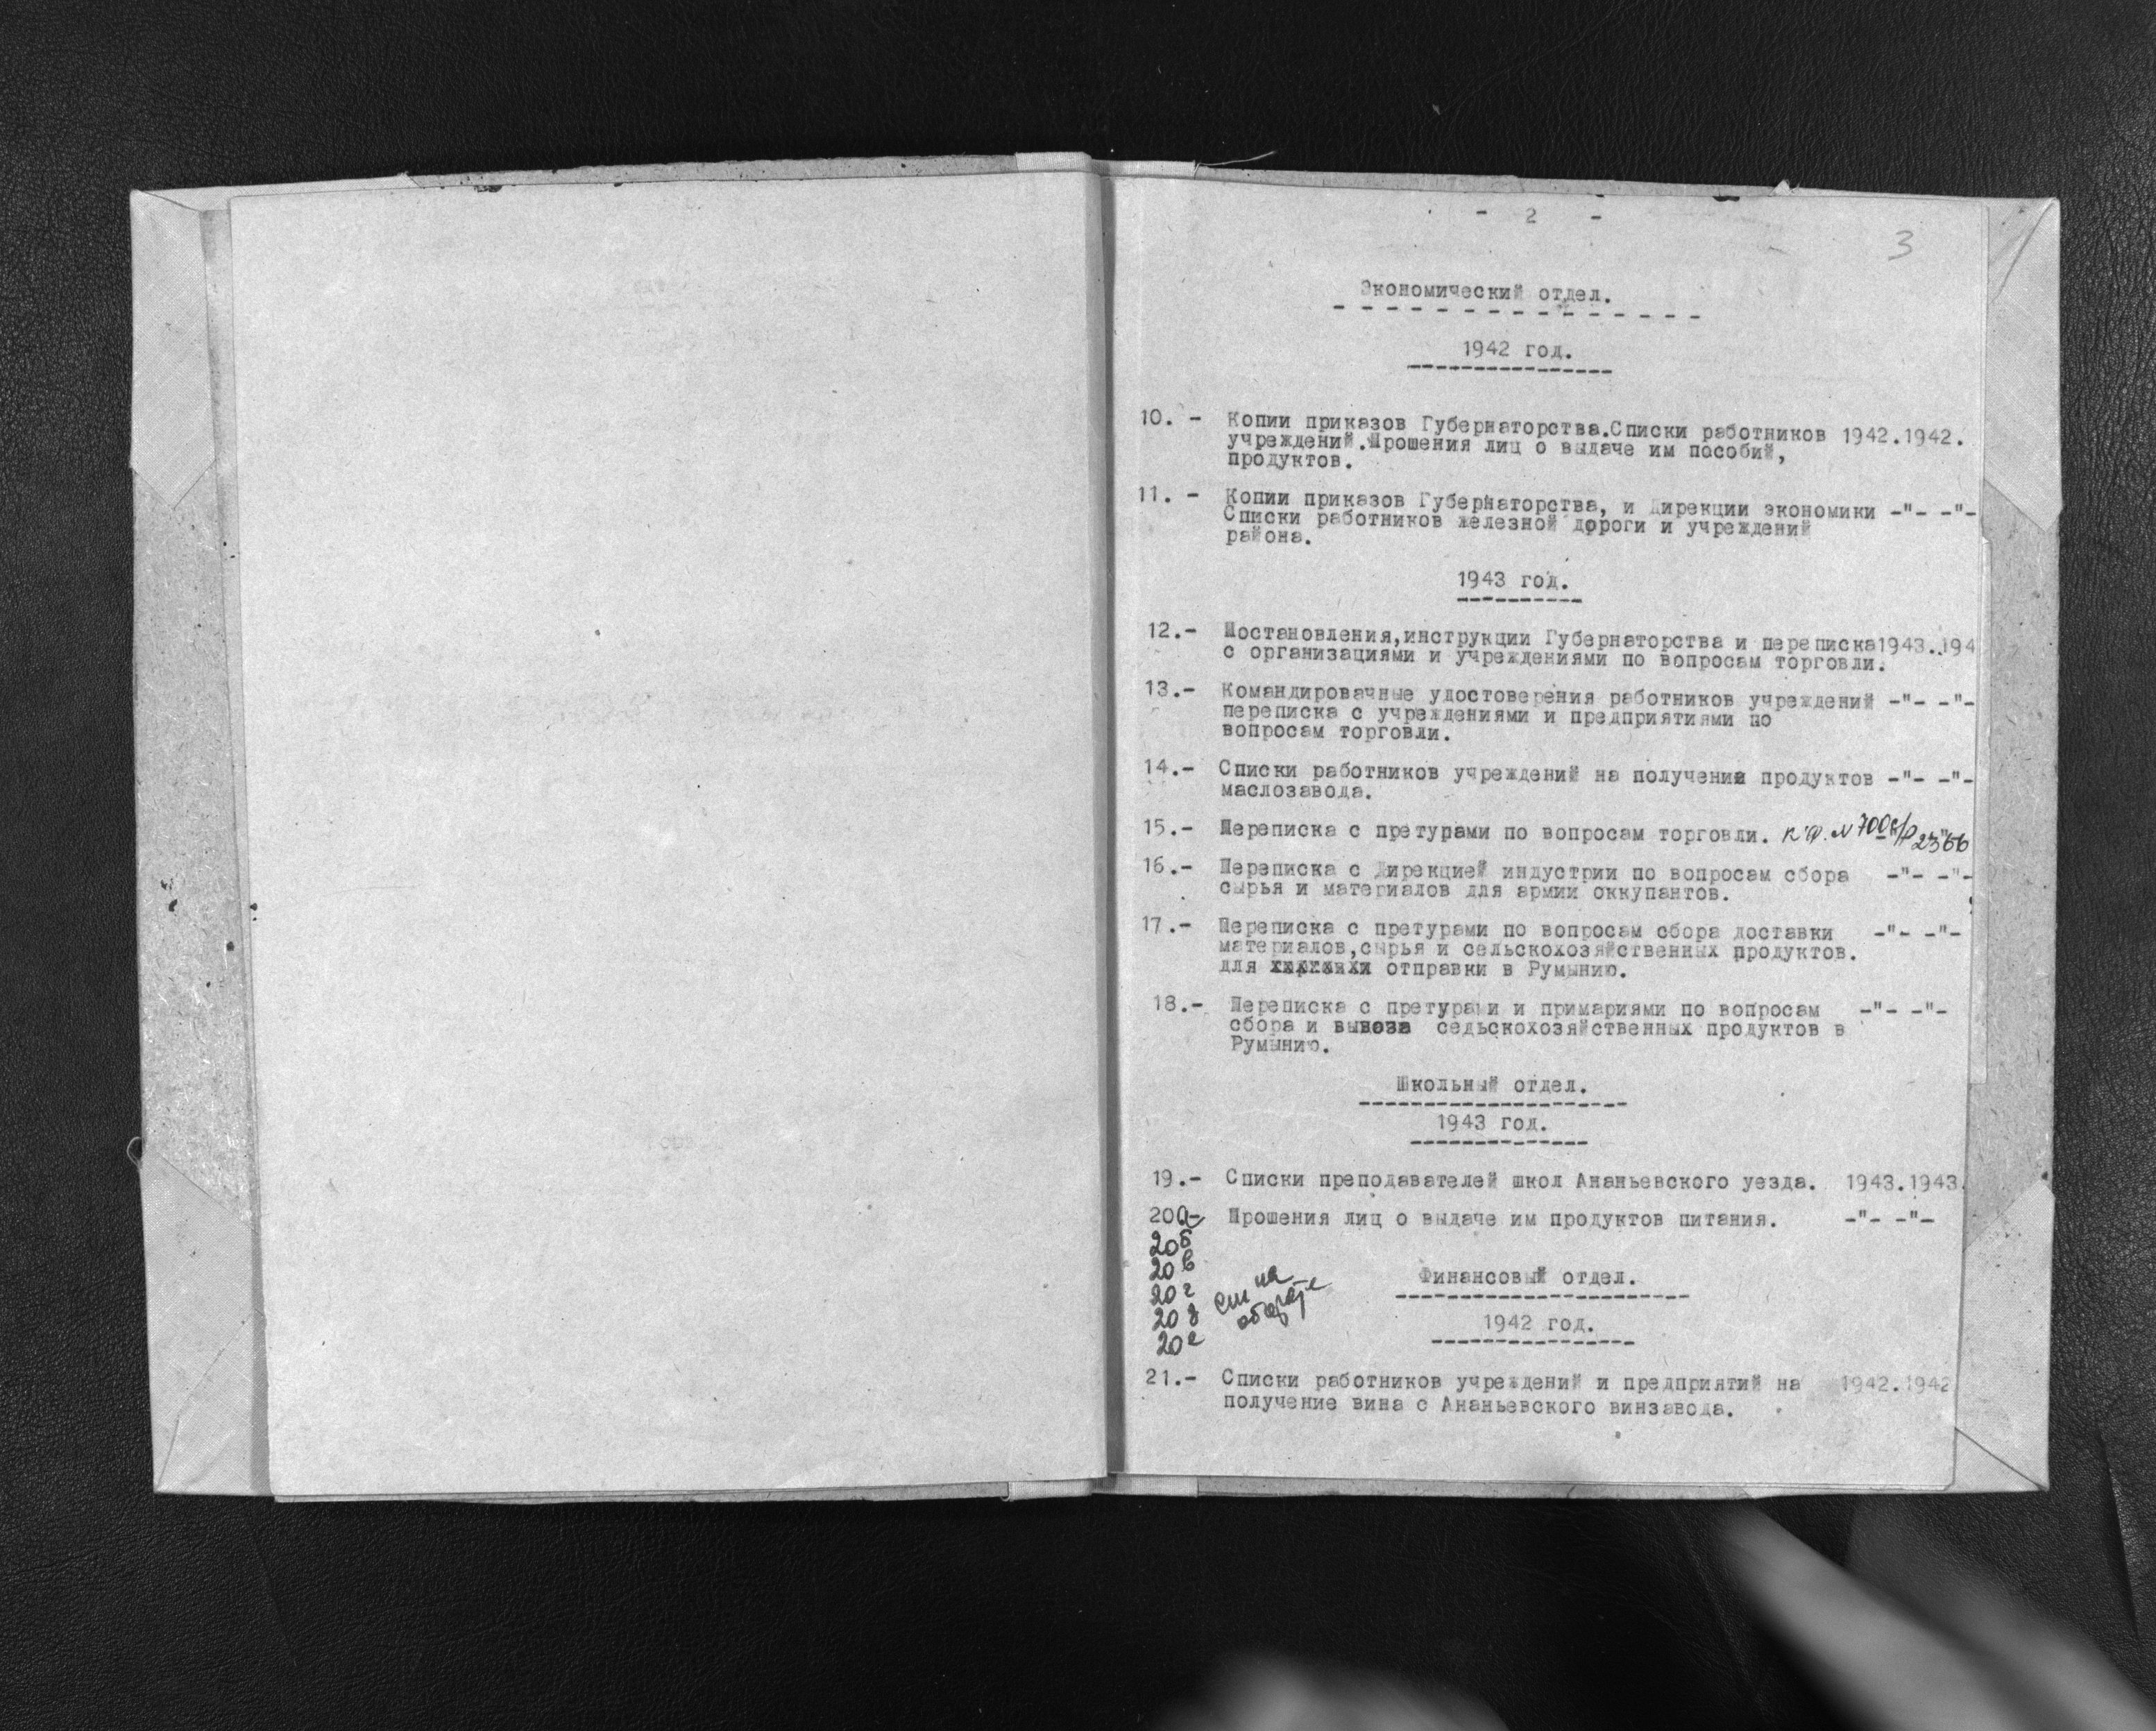 - 2 -
3
Экономический отдел.
1942 год.
10. - Копии приказов Губернаторства.Списки работников 1942.1942.
учреждений.Прошения лиц о выдаче им пособий,
продуктов.
11. - Копии приказов Губернаторства, и Дирекции экономики -"- -"-
Списки работников железной дороги и учреждений
района.
1943 год.
12.- Постановления,инструкции Губернаторства и переписка1943.194
с организациями и учреждениями по вопросам торговли.
13.- Командировачные удостоверения работников учреждений -"- -"-
переписка с учреждениями и предприятиями по
вопросам торговли.
14.- Списки работников учреждений на получения продуктов -"- -"-
маслозавода.
15.- Переписка с претурами по вопросам торговли. к ф. №
16.- Переписка с Дирекцией индустрии по вопросам сбора -"- -"-
сырья и материалов для армии оккупантов.
17.- Переписка с претурами по вопросам сбора доставки -"- -"-
материалов,сырья и сельскохозяйственных продуктов.
для отправки в Румынию.
18.- Переписка с претурами и примариями по вопросам -"- -"-
сбора и вывоза седьскохозяйственных продуктов в
Румынию.
Школьный отдел.
1943 год.
19.- Списки преподавателей школ Ананьевского уезда. 1943.1943.
20а- Прошения лиц о выдаче им продуктов питания. -"- -"-
20б
20в
20г
20д
20е
см на
обороте
Финансовый отдел.
1942 год.
21.- Списки работников учреждений и предприятий на 1942.1942
получение вина с Ананьевского винзавода.